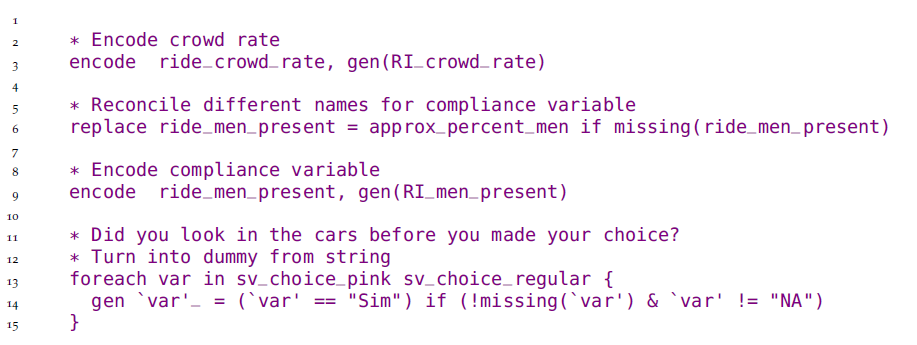 1
2 * Encode crowd rate
3 encode  ride_crowd_rate, gen(RI_crowd_rate)
4
5 * Reconcile different names for compliance variable
6 replace ride_men_present = approx_percent_men if missing(ride_men_present)
7
8 * Encode compliance variable
9 encode  ride_men_present, gen(RI_men_present)
10
11 * Did you look in the cars before you made your choice?
12 * Turn into dummy from string
13 foreach var in sv_choice_pink sv_choice_regular {
14   gen `var'_ = (`var' == "Sim") if (!missing(`var') & `var' != "NA")
15 }